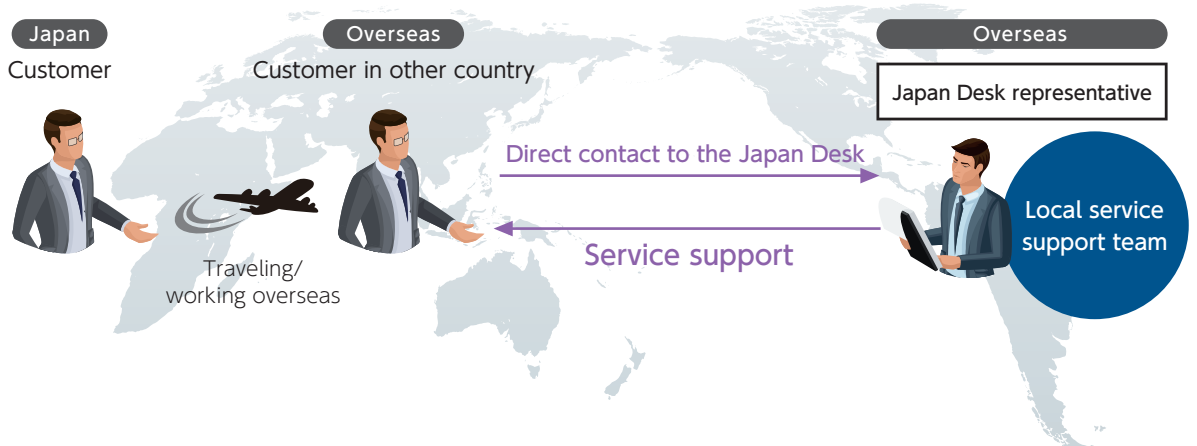 Japan
Customer
Overseas
Customer in other country
Traveling/
working overseas
Direct contact to the Japan Desk
Service support
Overseas
Japan Desk representative
Local service
support team